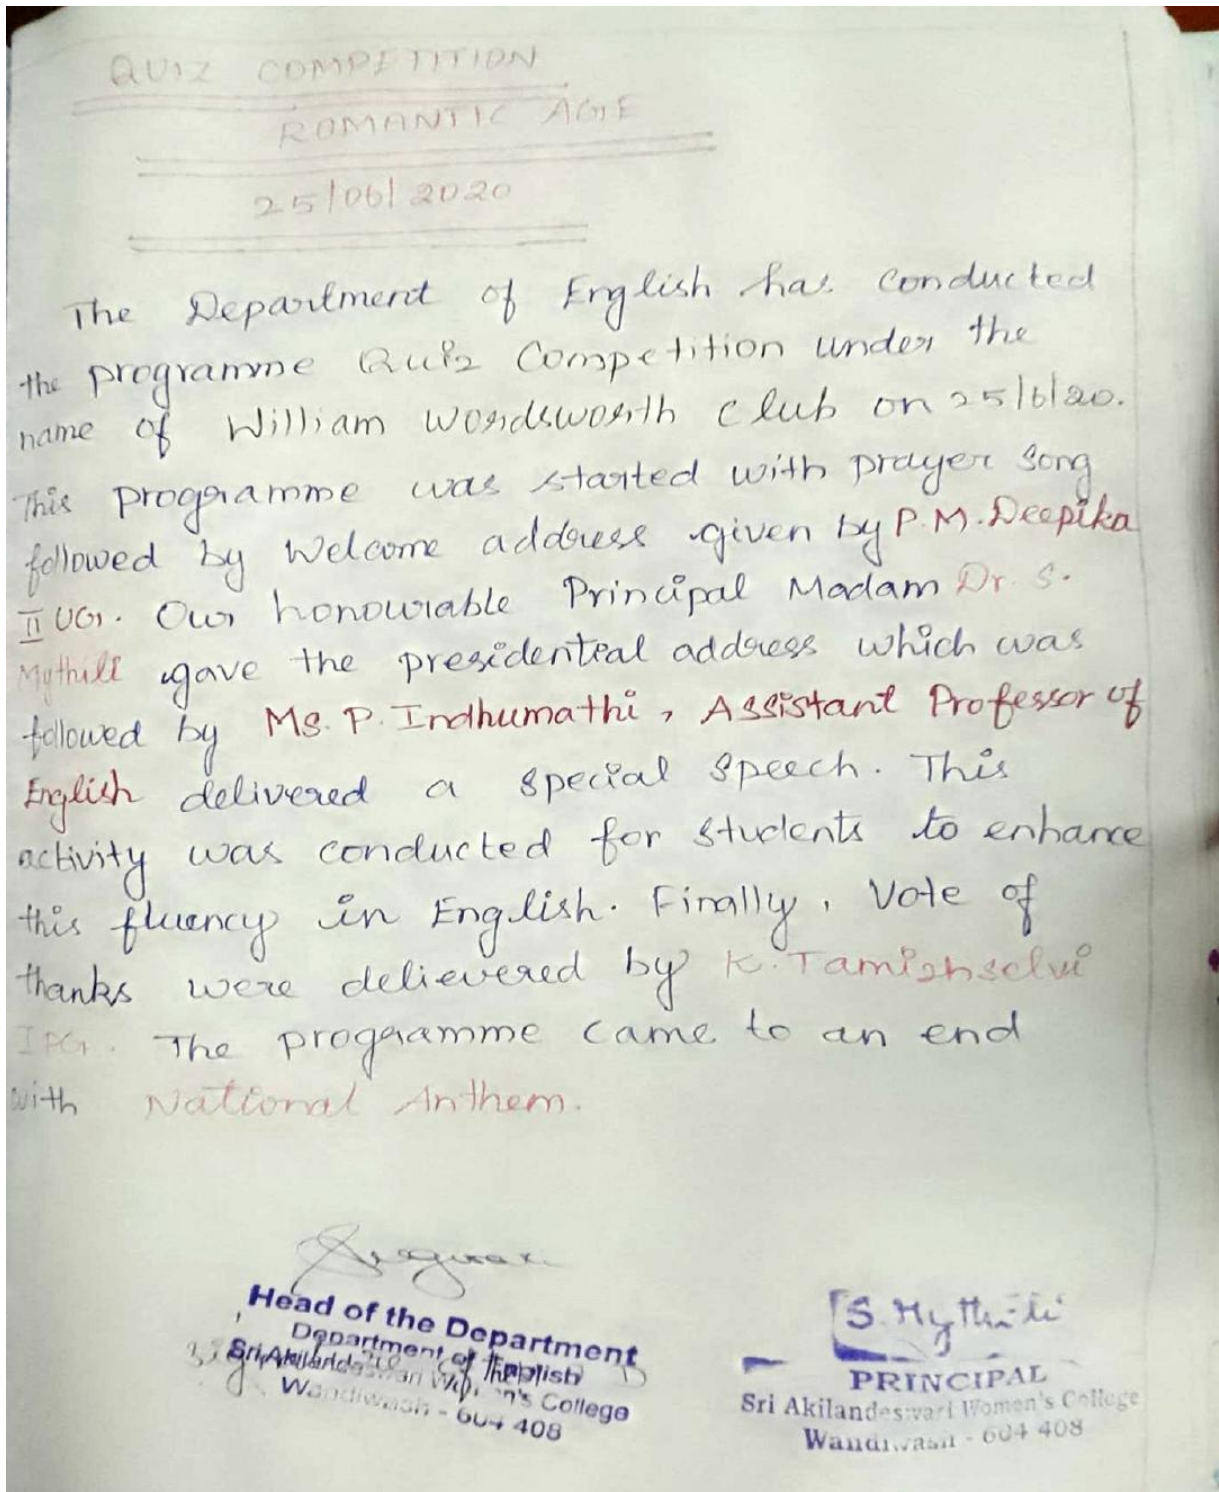 QUIZ COMPETITION
ROMANTIC AGE
25/06/2020
The Department of English has conducted
the programme Quiz Competition under the
name of William Wordsworth club on 25/6/20.
This programme was started with prayer song
followed by Welcome address given by P.M. Deepika
II UG. Our honourable Principal Madam Dr. S.
Mythili gave the presidential address which was
followed by Ms. P. Indhumathi, Assistant Professor of
English delivered a special speech. This
activity was conducted for students to enhance
this fluency in English. Finally, Vote of
thanks were delievered by K. Tamizhselvi
I PG. The programme came to an end
with National Anthem.
Head of the Department
Department of English
Sri Akilandeswari Women's College
Wandiwash - 604 408
S. Mythili
PRINCIPAL
Sri Akilandeswari Women's College
Wandiwash - 604 408